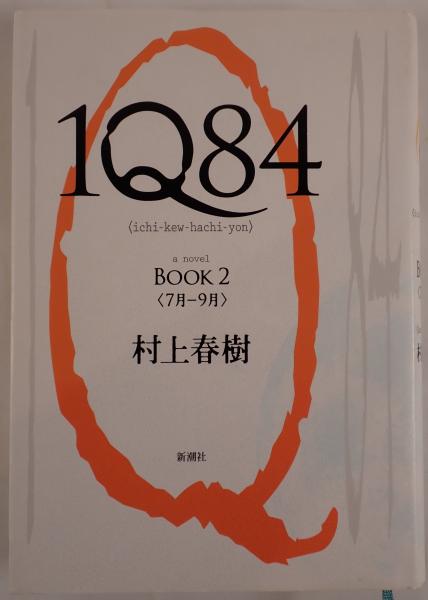 1Q84
〈ichi-kew-hachi-yon〉
a novel
BOOK 2
〈7月−9月〉
村上春樹
新潮社